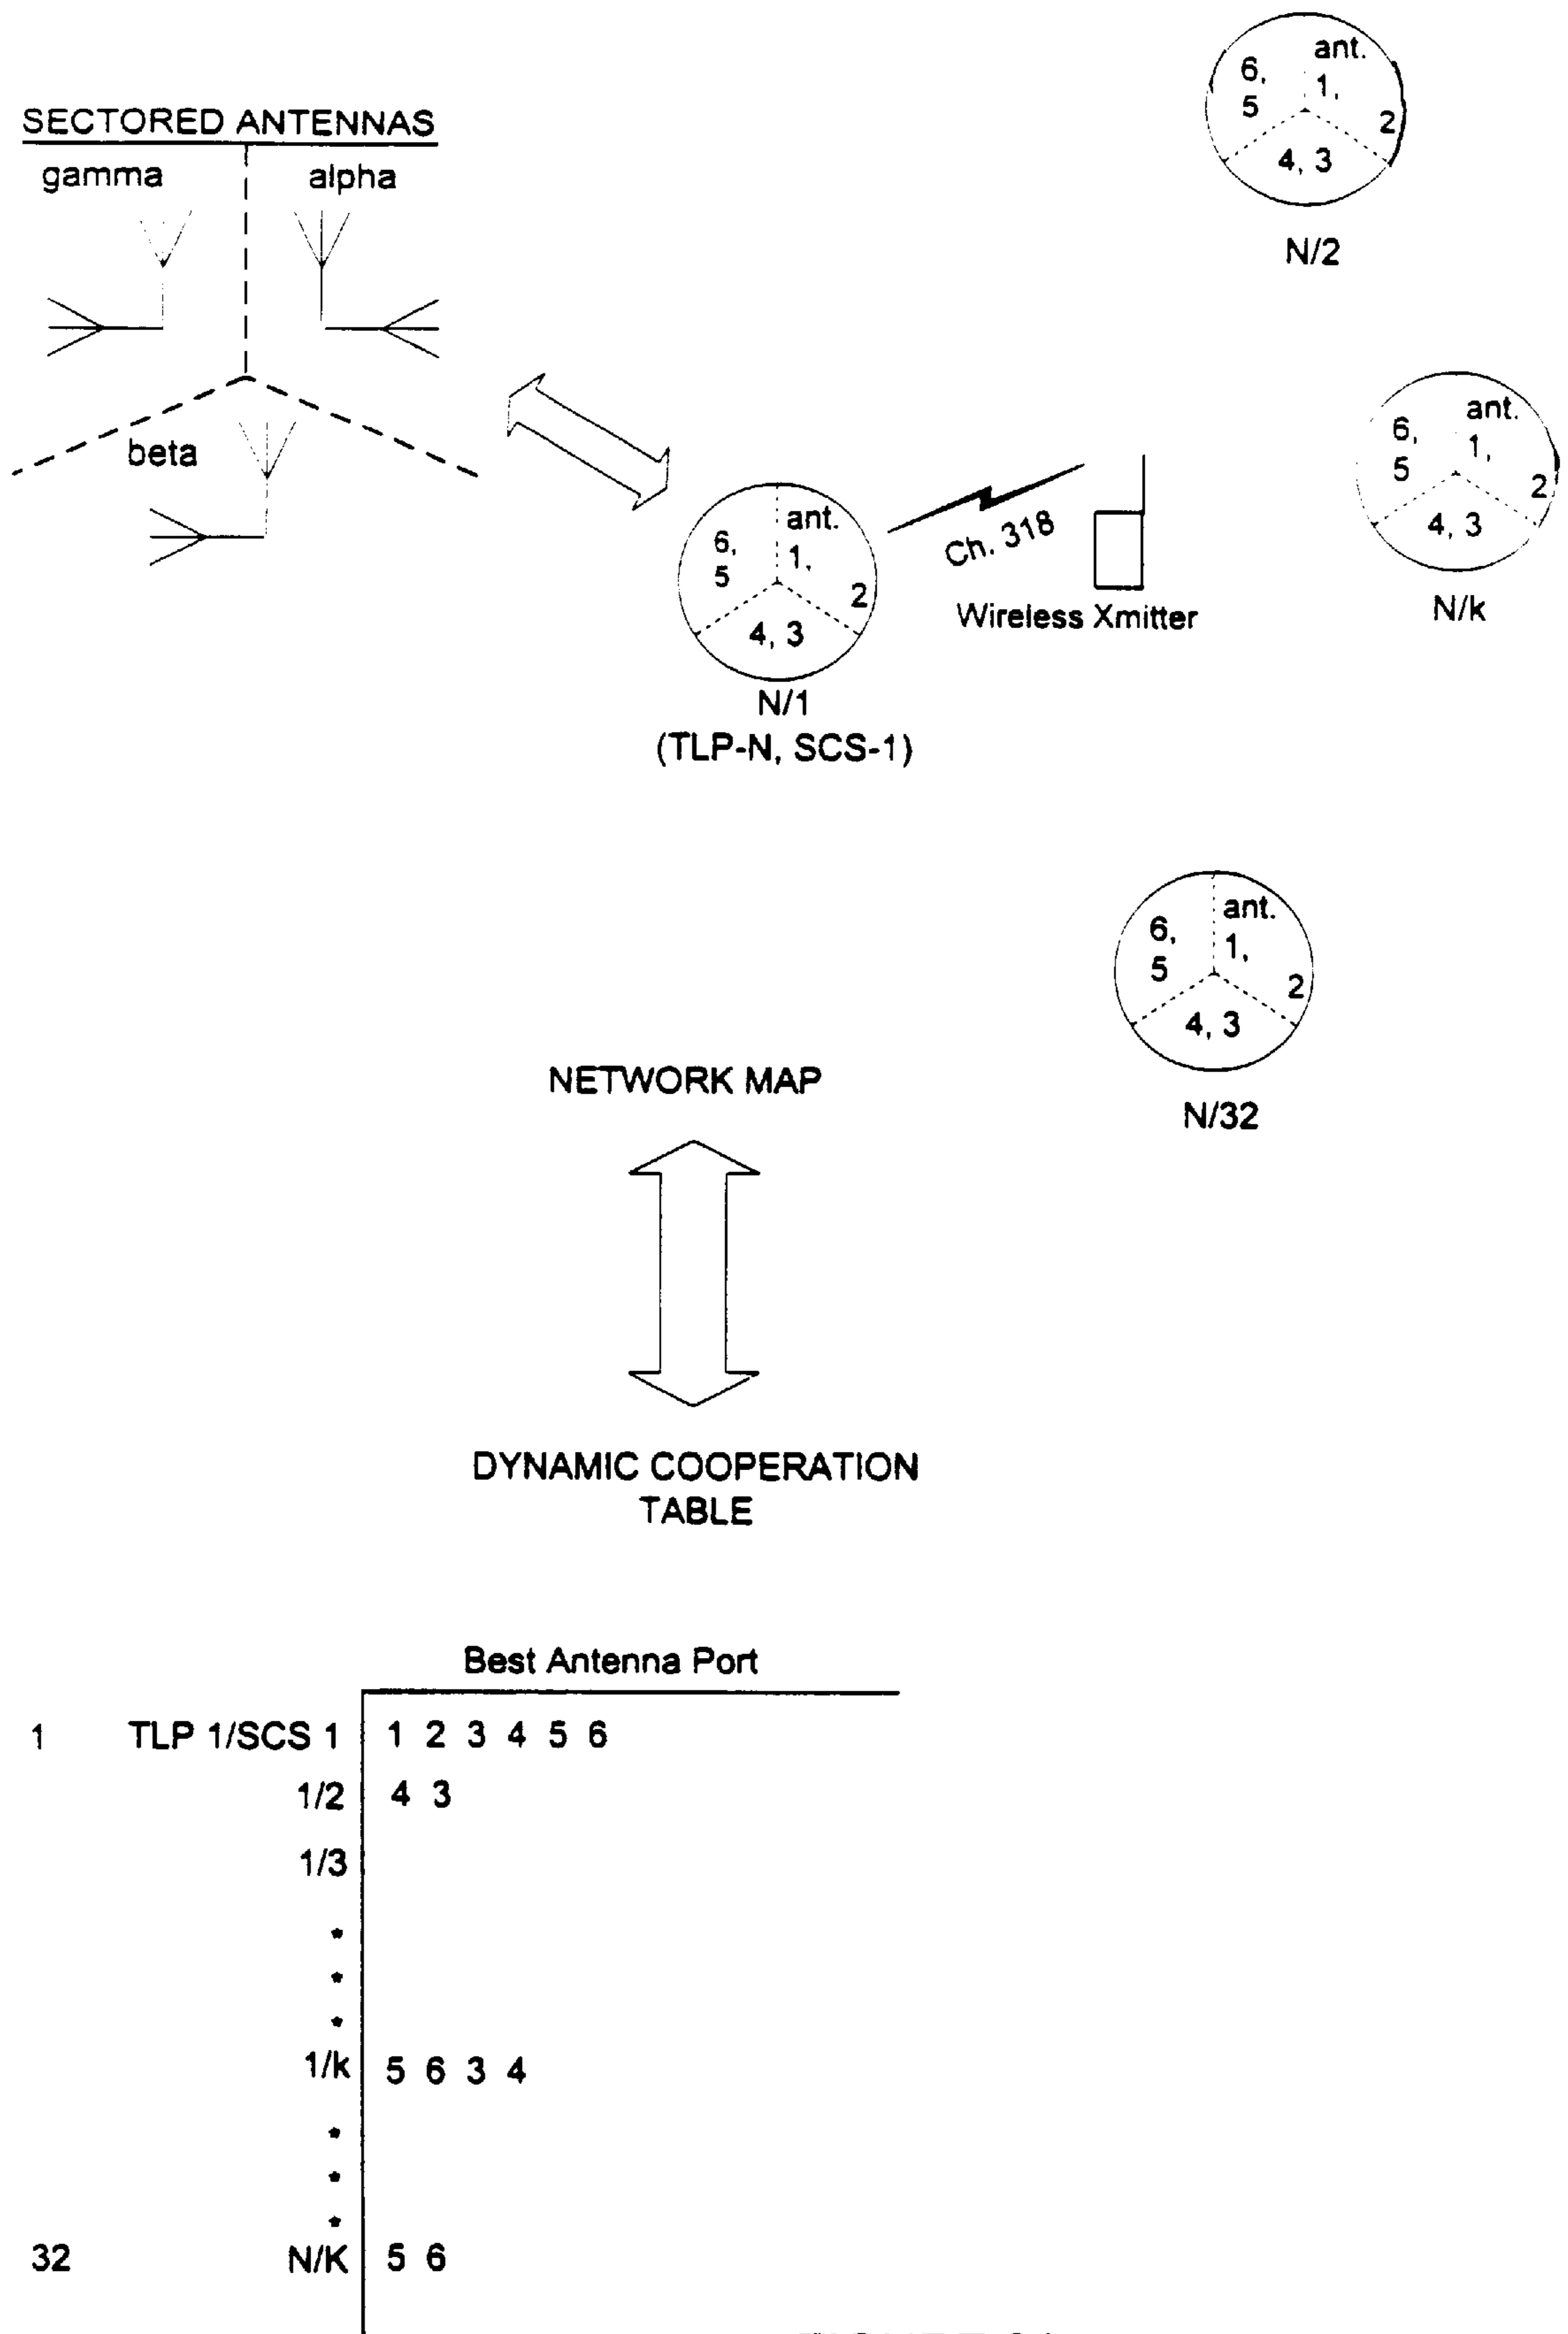 SECTORED ANTENNAS
gamma
alpha
beta
ant.
6,
1,
5
2
4, 3
N/2
ant.
6,
1,
5
2
4, 3
N/k
ant.
6,
1,
5
2
4, 3
N/1
(TLP-N, SCS-1)
Ch. 318
Wireless Xmitter
ant.
6,
1,
5
2
4, 3
N/32
NETWORK MAP
DYNAMIC COOPERATION
TABLE
Best Antenna Port
1 TLP 1/SCS 1 1 2 3 4 5 6
1/2 4 3
1/3
*
*
*
1/k 5 6 3 4
*
*
*
32 N/K 5 6